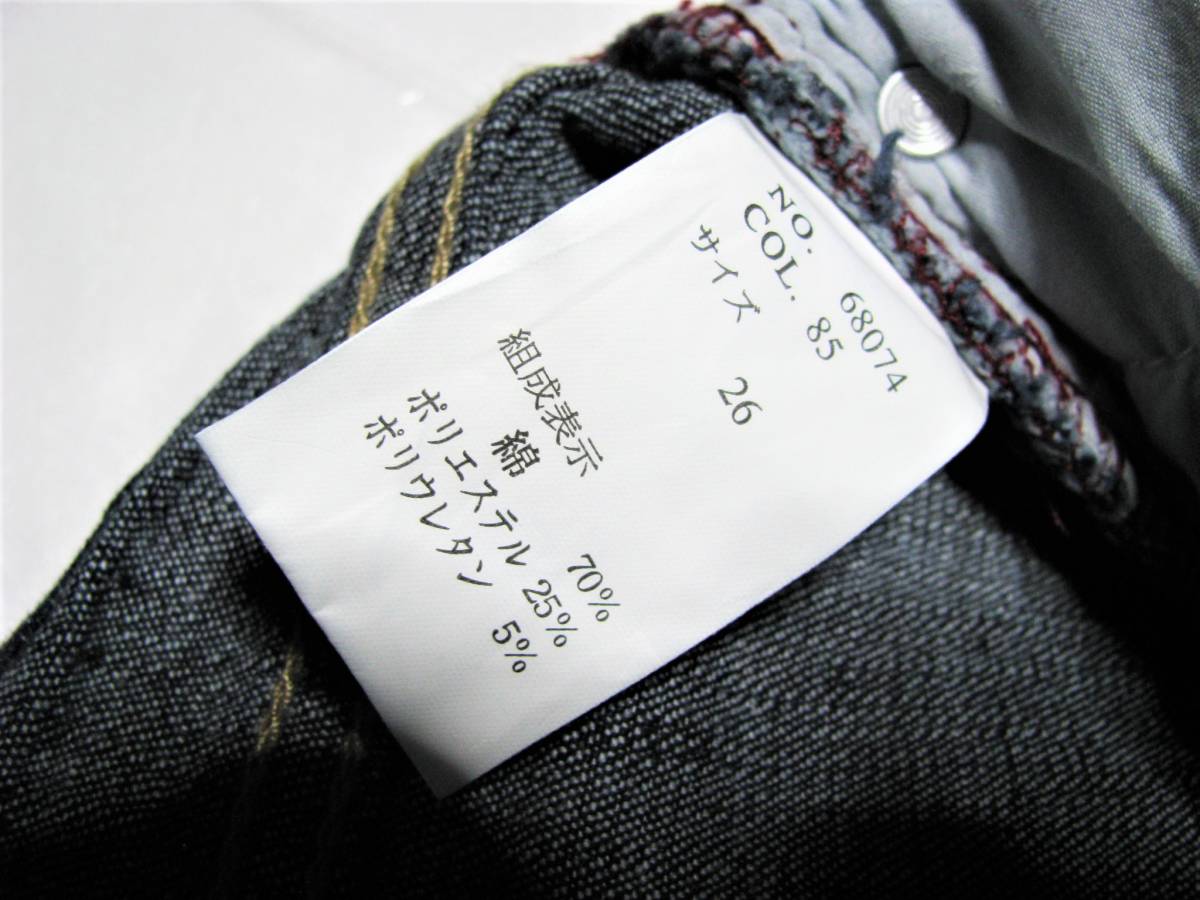 NO. 68074
COL. 85
サイズ 26
組成表示
綿 70%
ポリエステル 25%
ポリウレタン 5%